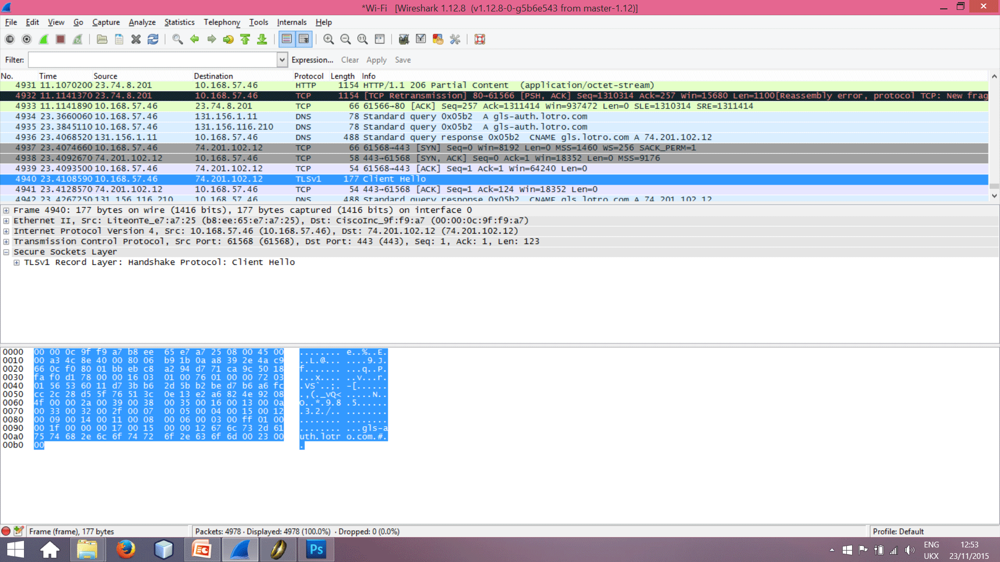 *Wi-Fi   [Wireshark 1.12.8  (v1.12.8-0-g5b6e543 from master-1.12)]
File Edit View Go Capture Analyze Statistics Telephony Tools Internals Help
Filter: Expression... Clear Apply Save
No. Time Source Destination Protocol Length Info
4931 11.1070200 23.74.8.201 10.168.57.46 HTTP 1154 HTTP/1.1 206 Partial Content  (application/octet-stream)
4932 11.1141370 23.74.8.201 10.168.57.46 TCP 1154 [TCP Retransmission] 80→61566 [PSH, ACK] Seq=1310314 Ack=257 Win=15680 Len=1100[Reassembly error, protocol TCP: New frag
4933 11.1141890 10.168.57.46 23.74.8.201 TCP 66 61566→80 [ACK] Seq=257 Ack=1311414 Win=937472 Len=0 SLE=1310314 SRE=1311414
4934 23.3660060 10.168.57.46 131.156.1.11 DNS 78 Standard query 0x05b2  A gls-auth.lotro.com
4935 23.3845110 10.168.57.46 131.156.116.210 DNS 78 Standard query 0x05b2  A gls-auth.lotro.com
4936 23.4068520 131.156.1.11 10.168.57.46 DNS 488 Standard query response 0x05b2  CNAME gls.lotro.com A 74.201.102.12
4937 23.4074660 10.168.57.46 74.201.102.12 TCP 66 61568→443 [SYN] Seq=0 Win=8192 Len=0 MSS=1460 WS=256 SACK_PERM=1
4938 23.4092670 74.201.102.12 10.168.57.46 TCP 58 443→61568 [SYN, ACK] Seq=0 Ack=1 Win=18352 Len=0 MSS=9176
4939 23.4093500 10.168.57.46 74.201.102.12 TCP 54 61568→443 [ACK] Seq=1 Ack=1 Win=64240 Len=0
4940 23.4108590 10.168.57.46 74.201.102.12 TLSv1 177 Client Hello
4941 23.4128570 74.201.102.12 10.168.57.46 TCP 54 443→61568 [ACK] Seq=1 Ack=124 Win=18352 Len=0
4942 23.4267250 131.156.116.210 10.168.57.46 DNS 488 Standard query response 0x05b2  CNAME gls.lotro.com A 74.201.102.12
Frame 4940: 177 bytes on wire (1416 bits), 177 bytes captured (1416 bits) on interface 0
Ethernet II, Src: LiteonTe_e7:a7:25 (b8:ee:65:e7:a7:25), Dst: CiscoInc_9f:f9:a7 (00:00:0c:9f:f9:a7)
Internet Protocol Version 4, Src: 10.168.57.46 (10.168.57.46), Dst: 74.201.102.12 (74.201.102.12)
Transmission Control Protocol, Src Port: 61568 (61568), Dst Port: 443 (443), Seq: 1, Ack: 1, Len: 123
Secure Sockets Layer
TLSv1 Record Layer: Handshake Protocol: Client Hello
0000 00 00 0c 9f f9 a7 b8 ee 65 e7 a7 25 08 00 45 00 ........ e..%..E.
0010 00 a3 4c 8e 40 00 80 06 b9 1b 0a a8 39 2e 4a c9 ..L.@... ....9.J.
0020 66 0c f0 80 01 bb eb c8 a2 94 d7 71 ca 9c 50 18 f....... ...q..P.
0030 fa f0 d1 78 00 00 16 03 01 00 76 01 00 00 72 03 ...x.... ..v...r.
0040 01 56 53 60 11 d7 3b b6 2d 5b b2 be d7 b6 a6 fc .VS`..;. -[......
0050 cc 2c 28 d5 5f 76 51 3c 0e 13 e2 a6 82 4e 92 08 .,(._vQ< .....N..
0060 4f 00 00 2a 00 39 00 38 00 35 00 16 00 13 00 0a O..*.9.8 .5......
0070 00 33 00 32 00 2f 00 07 00 05 00 04 00 15 00 12 .3.2./.. ........
0080 00 09 00 14 00 11 00 08 00 06 00 03 00 ff 01 00 ........ ........
0090 00 1f 00 00 00 17 00 15 00 00 12 67 6c 73 2d 61 ........ ...gls-a
00a0 75 74 68 2e 6c 6f 74 72 6f 2e 63 6f 6d 00 23 00 uth.lotr o.com.#.
00b0 00 .
Frame (frame), 177 bytes Packets: 4978 · Displayed: 4978 (100.0%) · Dropped: 0 (0.0%) Profile: Default
Ps
ENG 12:53
UKX 23/11/2015